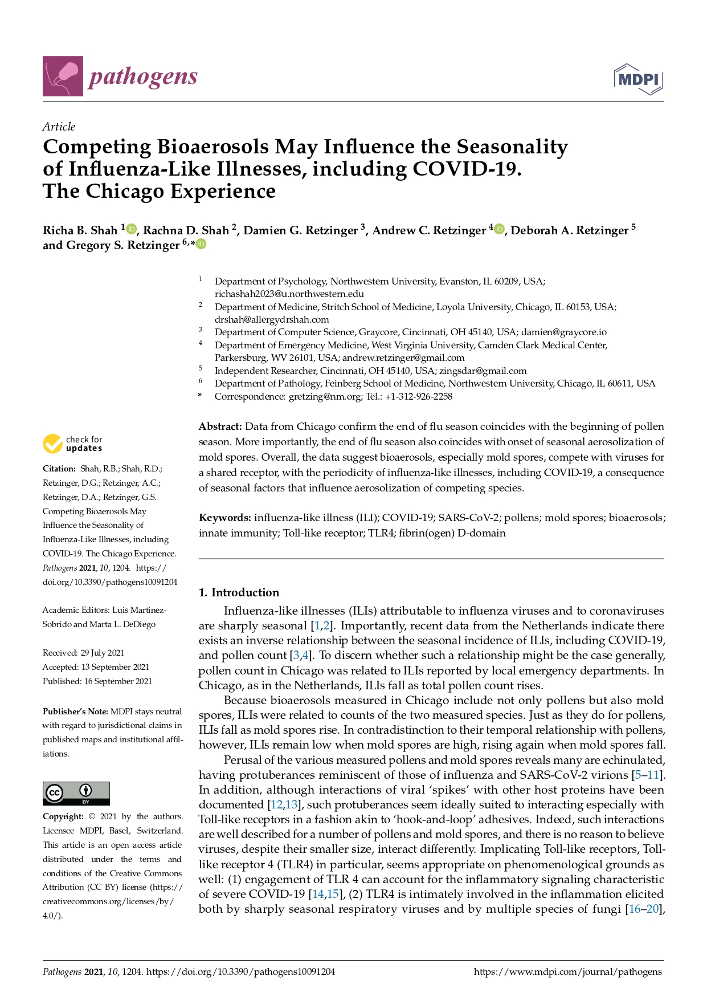 pathogens
MDPI
Article
Competing Bioaerosols May Influence the Seasonality
of Influenza-Like Illnesses, including COVID-19.
The Chicago Experience
Richa B. Shah 1 iD, Rachna D. Shah 2, Damien G. Retzinger 3, Andrew C. Retzinger 4 iD, Deborah A. Retzinger 5
and Gregory S. Retzinger 6,* iD
1 Department of Psychology, Northwestern University, Evanston, IL 60209, USA;
richashah2023@u.northwestern.edu
2 Department of Medicine, Stritch School of Medicine, Loyola University, Chicago, IL 60153, USA;
drshah@allergydrshah.com
3 Department of Computer Science, Graycore, Cincinnati, OH 45140, USA; damien@graycore.io
4 Department of Emergency Medicine, West Virginia University, Camden Clark Medical Center,
Parkersburg, WV 26101, USA; andrew.retzinger@gmail.com
5 Independent Researcher, Cincinnati, OH 45140, USA; zingsdar@gmail.com
6 Department of Pathology, Feinberg School of Medicine, Northwestern University, Chicago, IL 60611, USA
* Correspondence: gretzing@nm.org; Tel.: +1-312-926-2258
Abstract: Data from Chicago confirm the end of flu season coincides with the beginning of pollen
season. More importantly, the end of flu season also coincides with onset of seasonal aerosolization of
mold spores. Overall, the data suggest bioaerosols, especially mold spores, compete with viruses for
a shared receptor, with the periodicity of influenza-like illnesses, including COVID-19, a consequence
of seasonal factors that influence aerosolization of competing species.
Keywords: influenza-like illness (ILI); COVID-19; SARS-CoV-2; pollens; mold spores; bioaerosols;
innate immunity; Toll-like receptor; TLR4; fibrin(ogen) D-domain
check for
updates
Citation: Shah, R.B.; Shah, R.D.;
Retzinger, D.G.; Retzinger, A.C.;
Retzinger, D.A.; Retzinger, G.S.
Competing Bioaerosols May
Influence the Seasonality of
Influenza-Like Illnesses, including
COVID-19. The Chicago Experience.
Pathogens 2021, 10, 1204. https://
doi.org/10.3390/pathogens10091204
Academic Editors: Luis Martinez-
Sobrido and Marta L. DeDiego
Received: 29 July 2021
Accepted: 13 September 2021
Published: 16 September 2021
Publisher's Note: MDPI stays neutral
with regard to jurisdictional claims in
published maps and institutional affil-
iations.
cc BY
Copyright: © 2021 by the authors.
Licensee MDPI, Basel, Switzerland.
This article is an open access article
distributed under the terms and
conditions of the Creative Commons
Attribution (CC BY) license (https://
creativecommons.org/licenses/by/
4.0/).
1. Introduction
Influenza-like illnesses (ILIs) attributable to influenza viruses and to coronaviruses
are sharply seasonal [1,2]. Importantly, recent data from the Netherlands indicate there
exists an inverse relationship between the seasonal incidence of ILIs, including COVID-19,
and pollen count [3,4]. To discern whether such a relationship might be the case generally,
pollen count in Chicago was related to ILIs reported by local emergency departments. In
Chicago, as in the Netherlands, ILIs fall as total pollen count rises.
Because bioaerosols measured in Chicago include not only pollens but also mold
spores, ILIs were related to counts of the two measured species. Just as they do for pollens,
ILIs fall as mold spores rise. In contradistinction to their temporal relationship with pollens,
however, ILIs remain low when mold spores are high, rising again when mold spores fall.
Perusal of the various measured pollens and mold spores reveals many are echinulated,
having protuberances reminiscent of those of influenza and SARS-CoV-2 virions [5–11].
In addition, although interactions of viral ‘spikes’ with other host proteins have been
documented [12,13], such protuberances seem ideally suited to interacting especially with
Toll-like receptors in a fashion akin to ‘hook-and-loop’ adhesives. Indeed, such interactions
are well described for a number of pollens and mold spores, and there is no reason to believe
viruses, despite their smaller size, interact differently. Implicating Toll-like receptors, Toll-
like receptor 4 (TLR4) in particular, seems appropriate on phenomenological grounds as
well: (1) engagement of TLR 4 can account for the inflammatory signaling characteristic
of severe COVID-19 [14,15], (2) TLR4 is intimately involved in the inflammation elicited
both by sharply seasonal respiratory viruses and by multiple species of fungi [16–20],
Pathogens 2021, 10, 1204. https://doi.org/10.3390/pathogens10091204
https://www.mdpi.com/journal/pathogens